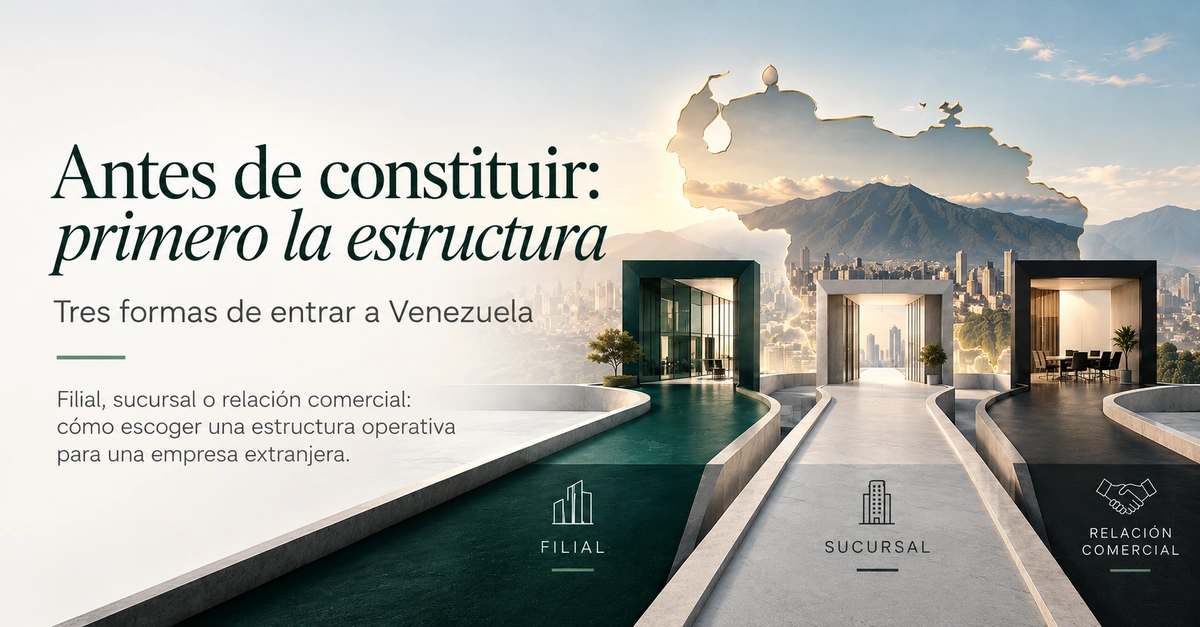 Antes de constituir:
primero la estructura
Tres formas de entrar a Venezuela
Filial, sucursal o relación comercial:
cómo escoger una estructura operativa
para una empresa extranjera.
FILIAL
SUCURSAL
RELACIÓN
COMERCIAL